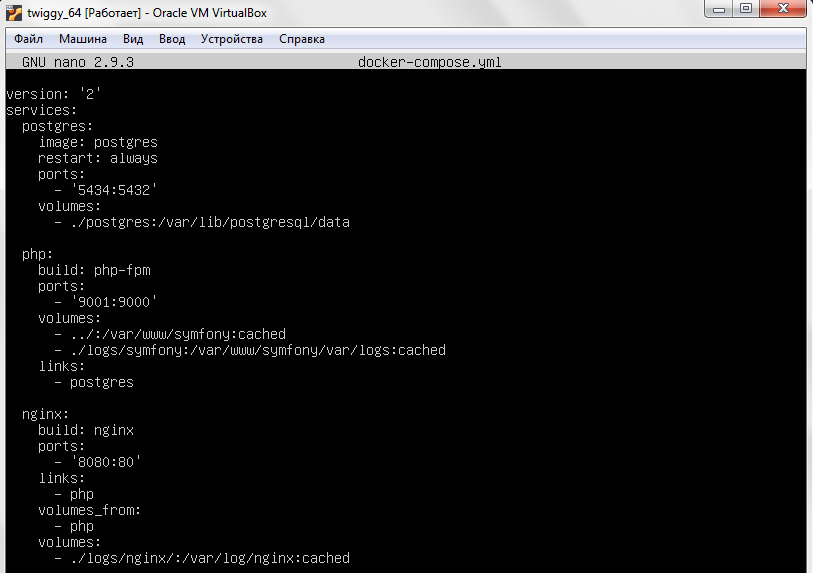 twiggy_64 [Работает] - Oracle VM VirtualBox
Файл Машина Вид Ввод Устройства Справка
GNU nano 2.9.3 docker-compose.yml
version: '2'
services:
  postgres:
    image: postgres
    restart: always
    ports:
      - '5434:5432'
    volumes:
      - ./postgres:/var/lib/postgresql/data
  php:
    build: php-fpm
    ports:
      - '9001:9000'
    volumes:
      - ../:/var/www/symfony:cached
      - ./logs/symfony:/var/www/symfony/var/logs:cached
    links:
      - postgres
  nginx:
    build: nginx
    ports:
      - '8080:80'
    links:
      - php
    volumes_from:
      - php
    volumes:
      - ./logs/nginx/:/var/log/nginx:cached